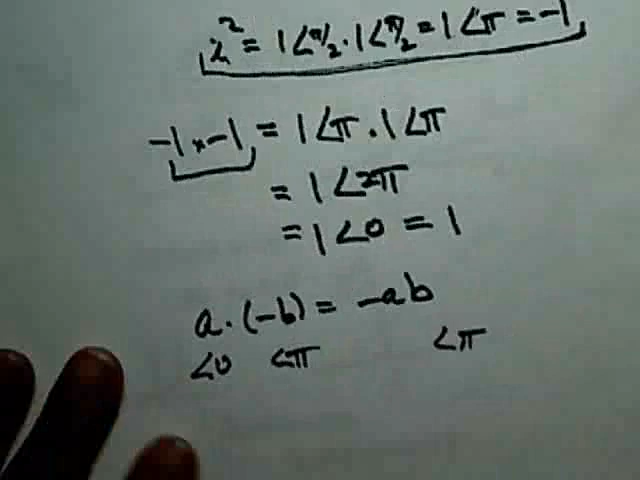 i² = 1∠π/2 · 1∠π/2 = 1∠π = -1
-1 × -1 = 1∠π · 1∠π
= 1∠2π
= 1∠0 = 1
a · (-b) = -ab
∠0 ∠π ∠π